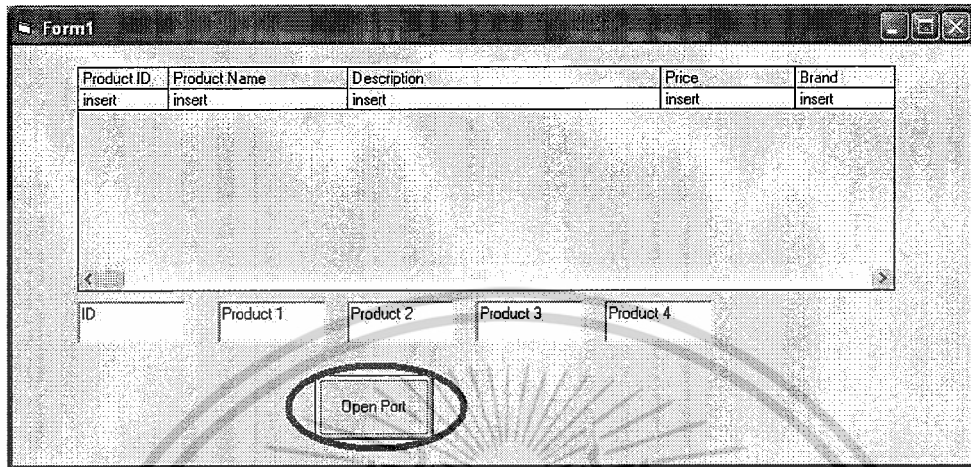 Form1
Product ID Product Name Description Price Brand
insert insert insert insert insert
ID Product 1 Product 2 Product 3 Product 4
Open Port